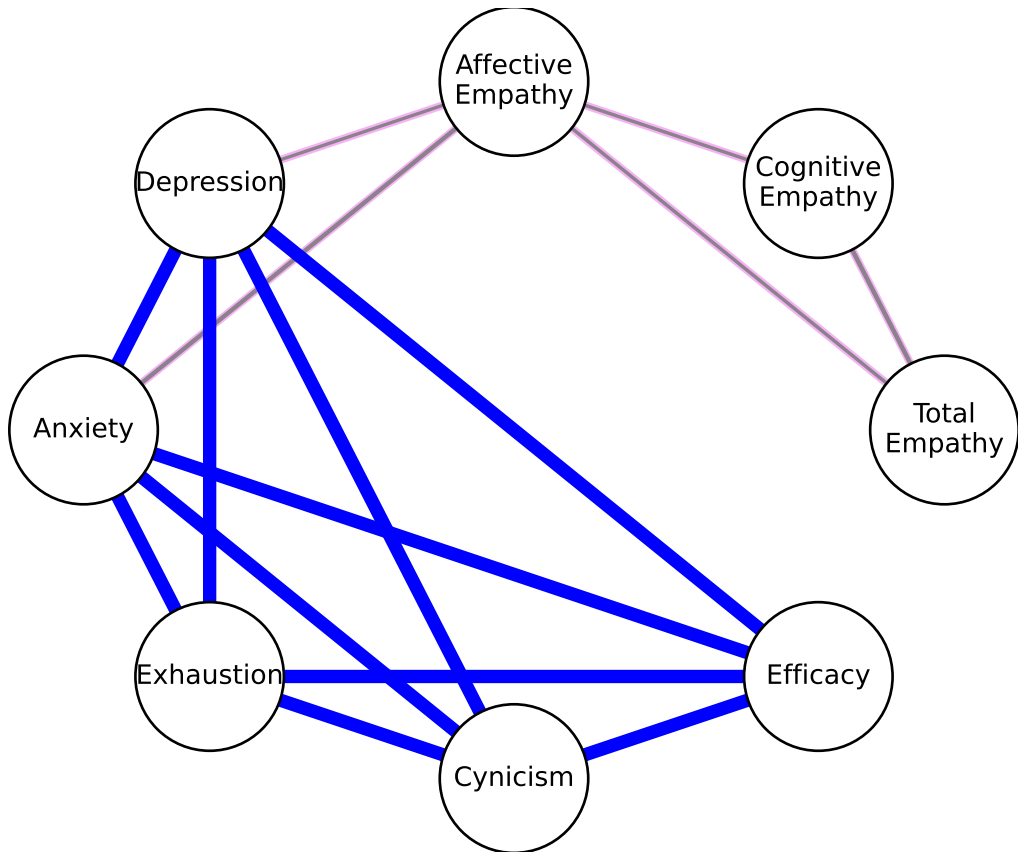 Affective
Empathy
Depression
Cognitive
Empathy
Anxiety
Total
Empathy
Exhaustion
Efficacy
Cynicism